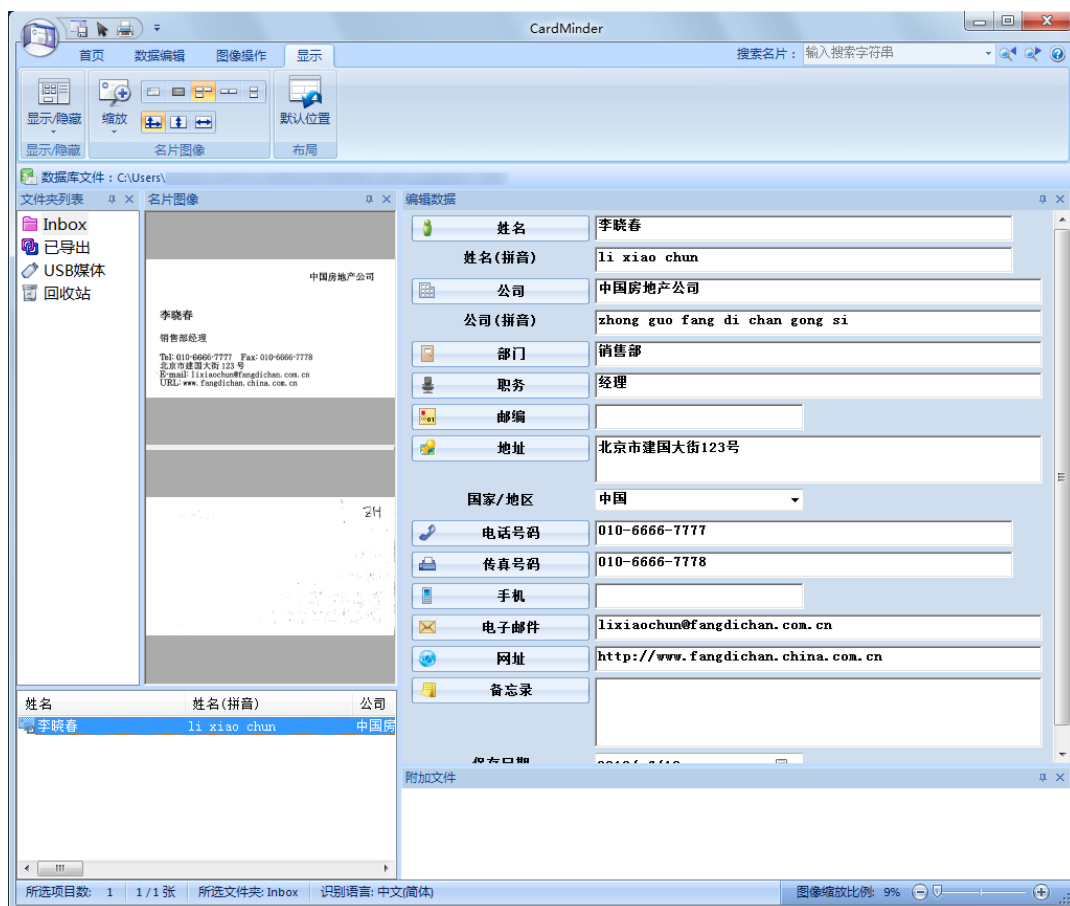 CardMinder
首页 数据编辑 图像操作 显示
搜索名片： 输入搜索字符串
显示/隐藏 缩放 默认位置
显示/隐藏 名片图像 布局
数据库文件：C:\Users\
文件夹列表 名片图像 编辑数据
Inbox
已导出
USB媒体
回收站
中国房地产公司
李晓春
销售部经理
Tel: 010-6666-7777 Fax: 010-6666-7778
北京市建国大街 123 号
E-mail: lixiaochun@fangdichan.com.cn
URL: www.fangdichan.china.com.cn
2H
姓名 李晓春
姓名(拼音) li xiao chun
公司 中国房地产公司
公司(拼音) zhong guo fang di chan gong si
部门 销售部
职务 经理
邮编
地址 北京市建国大街123号
国家/地区 中国
电话号码 010-6666-7777
传真号码 010-6666-7778
手机
电子邮件 lixiaochun@fangdichan.com.cn
网址 http://www.fangdichan.china.com.cn
备忘录
保存日期
姓名 姓名(拼音) 公司
李晓春 li xiao chun 中国房
附加文件
所选项目数: 1 1/1张 所选文件夹: Inbox 识别语言: 中文(简体) 图像缩放比例: 9%